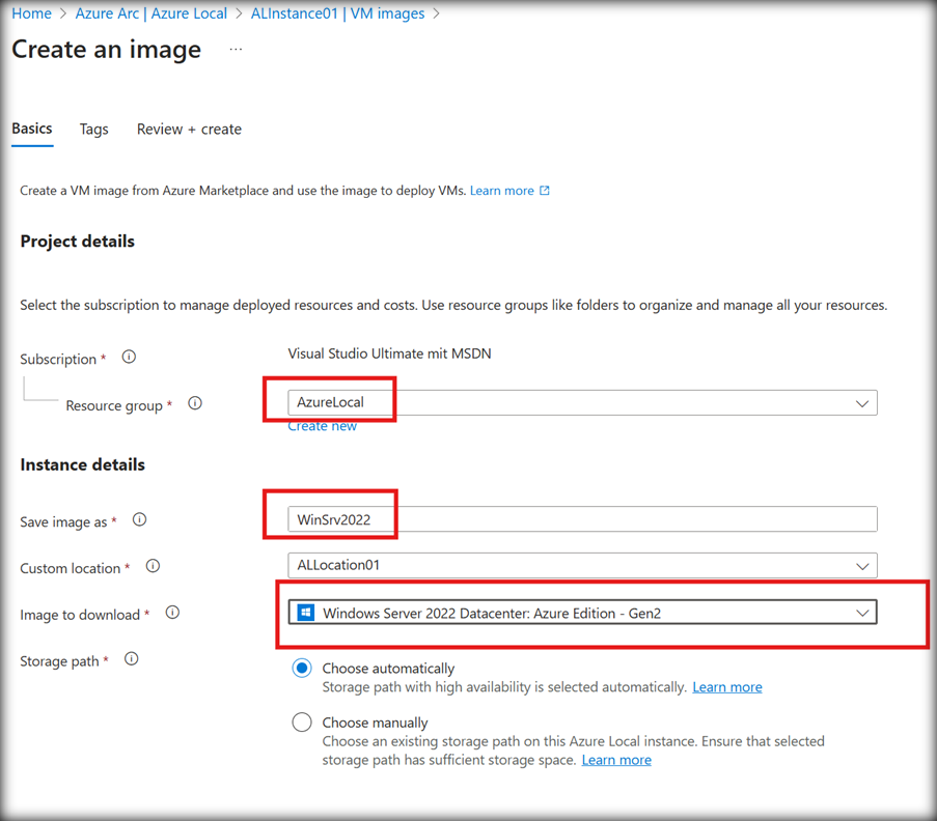 Home > Azure Arc | Azure Local > ALInstance01 | VM images >
Create an image ...
Basics Tags Review + create
Create a VM image from Azure Marketplace and use the image to deploy VMs. Learn more
Project details
Select the subscription to manage deployed resources and costs. Use resource groups like folders to organize and manage all your resources.
Subscription * Visual Studio Ultimate mit MSDN
Resource group * AzureLocal
Create new
Instance details
Save image as * WinSrv2022
Custom location * ALLocation01
Image to download * Windows Server 2022 Datacenter: Azure Edition - Gen2
Storage path * Choose automatically
Storage path with high availability is selected automatically. Learn more
Choose manually
Choose an existing storage path on this Azure Local instance. Ensure that selected
storage path has sufficient storage space. Learn more